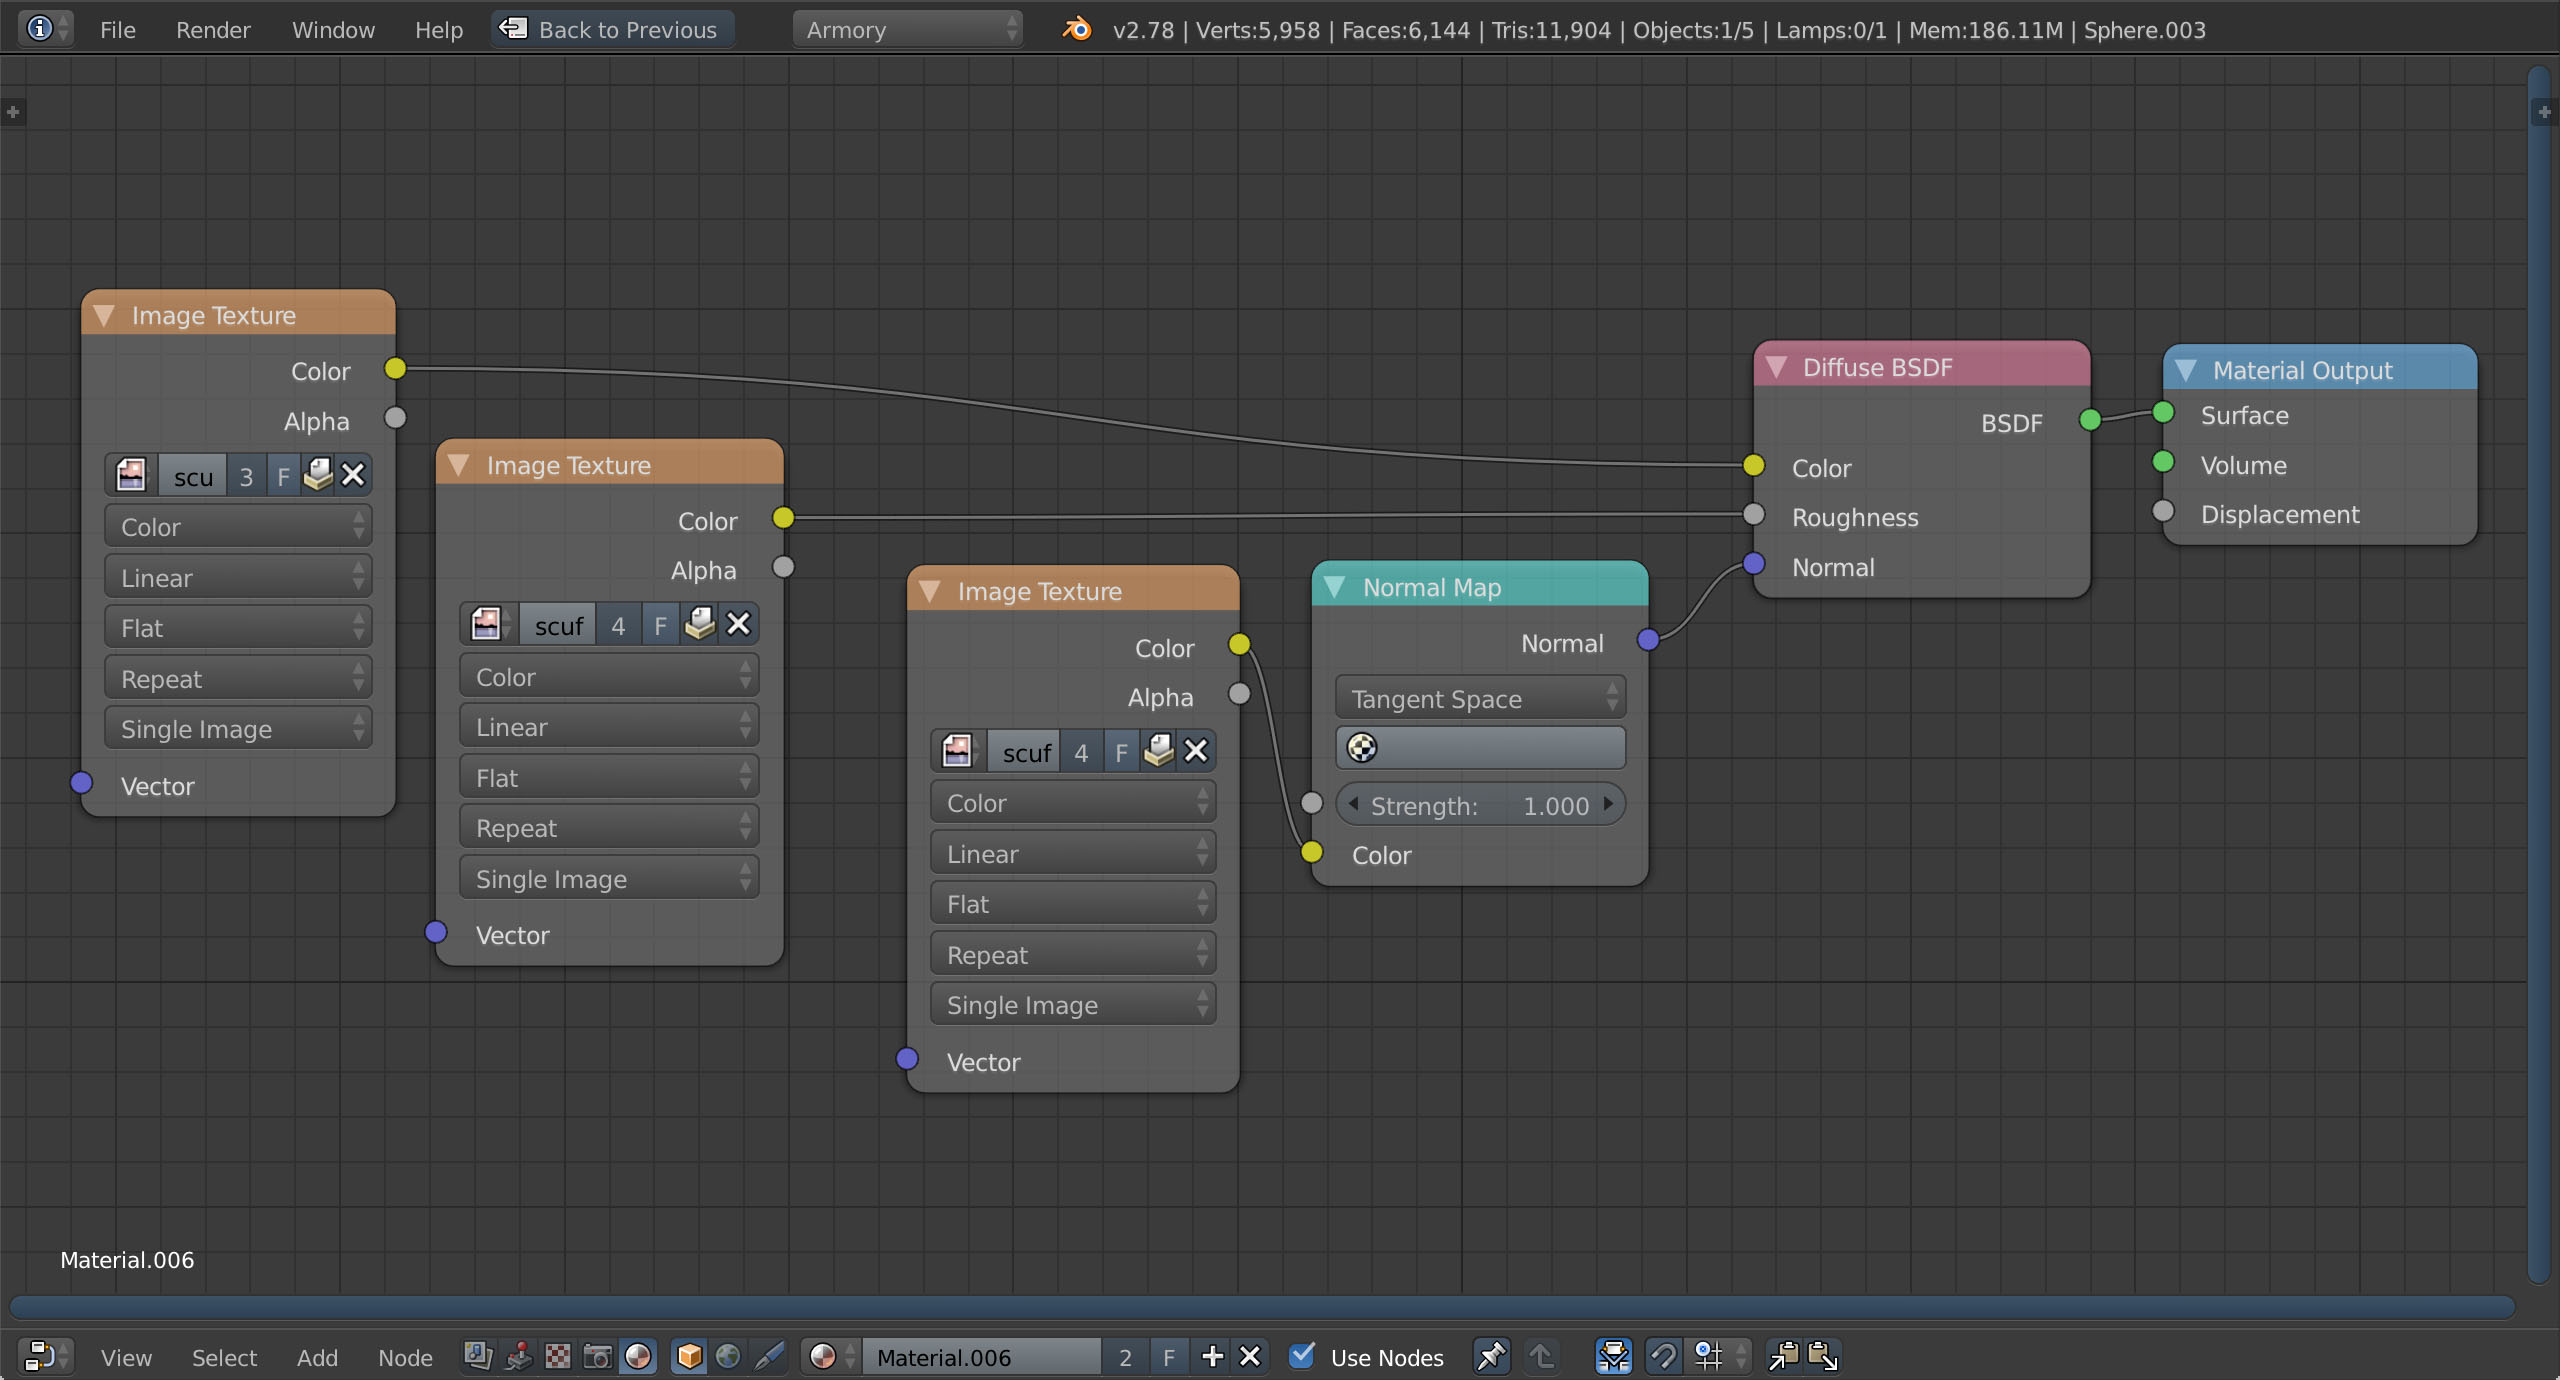 File Render Window Help Back to Previous Armory v2.78 | Verts:5,958 | Faces:6,144 | Tris:11,904 | Objects:1/5 | Lamps:0/1 | Mem:186.11M | Sphere.003
Image Texture
Color
Alpha
scu 3 F
Color
Linear
Flat
Repeat
Single Image
Vector
Image Texture
Color
Alpha
scuf 4 F
Color
Linear
Flat
Repeat
Single Image
Vector
Image Texture
Color
Alpha
scuf 4 F
Color
Linear
Flat
Repeat
Single Image
Vector
Normal Map
Normal
Tangent Space
Strength: 1.000
Color
Diffuse BSDF
BSDF
Color
Roughness
Normal
Material Output
Surface
Volume
Displacement
Material.006
View Select Add Node Material.006 2 F Use Nodes